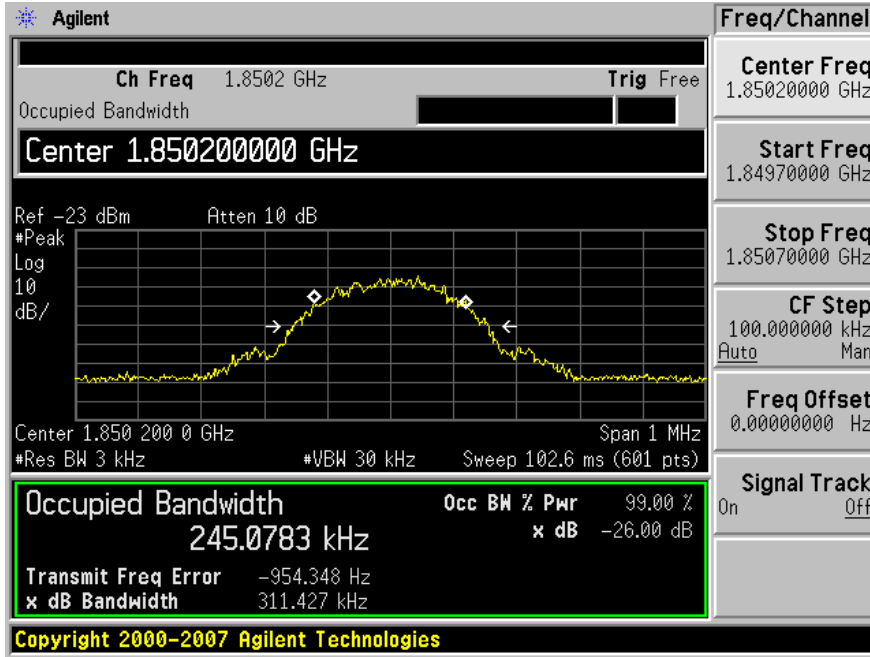 Agilent
Freq/Channel
Ch Freq 1.8502 GHz Trig Free
Occupied Bandwidth
Center 1.850200000 GHz
Ref -23 dBm Atten 10 dB
#Peak
Log
10
dB/
Center 1.850 200 0 GHz Span 1 MHz
#Res BW 3 kHz #VBW 30 kHz Sweep 102.6 ms (601 pts)
Occupied Bandwidth
245.0783 kHz
Occ BW % Pwr 99.00 %
x dB -26.00 dB
Transmit Freq Error -954.348 Hz
x dB Bandwidth 311.427 kHz
Copyright 2000-2007 Agilent Technologies
Center Freq
1.85020000 GHz
Start Freq
1.84970000 GHz
Stop Freq
1.85070000 GHz
CF Step
100.000000 kHz
Auto Man
Freq Offset
0.00000000 Hz
Signal Track
On Off